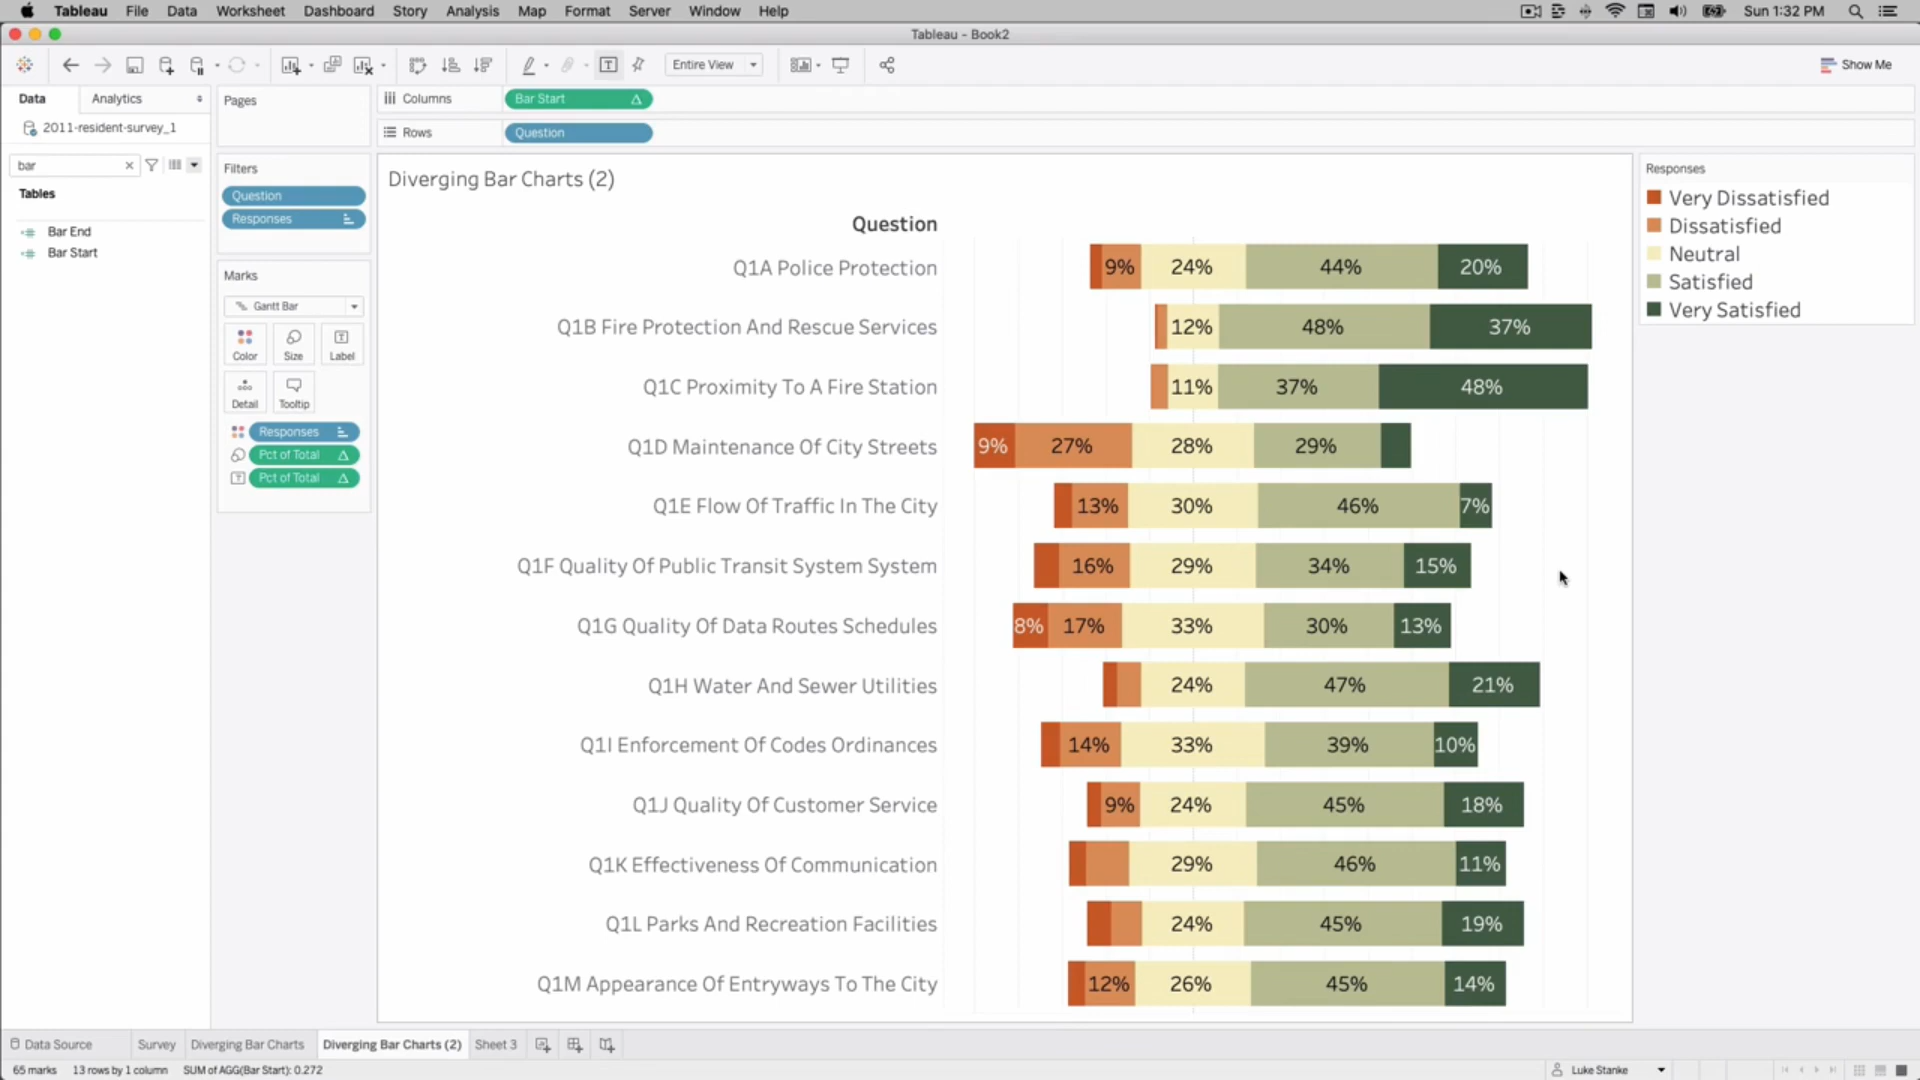 Tableau File Data Worksheet Dashboard Story Analysis Map Format Server Window Help Sun 1:32 PM
Tableau - Book2
Entire View Show Me
Data Analytics Pages Columns Bar Start
2011-resident-survey_1 Rows Question
bar Filters
Tables Question
Responses
Bar End
Bar Start
Marks
Gantt Bar
Color Size Label
Detail Tooltip
Responses
Pct of Total
Pct of Total
Diverging Bar Charts (2)
Question
Q1A Police Protection 9% 24% 44% 20%
Q1B Fire Protection And Rescue Services 12% 48% 37%
Q1C Proximity To A Fire Station 11% 37% 48%
Q1D Maintenance Of City Streets 9% 27% 28% 29%
Q1E Flow Of Traffic In The City 13% 30% 46% 7%
Q1F Quality Of Public Transit System System 16% 29% 34% 15%
Q1G Quality Of Data Routes Schedules 8% 17% 33% 30% 13%
Q1H Water And Sewer Utilities 24% 47% 21%
Q1I Enforcement Of Codes Ordinances 14% 33% 39% 10%
Q1J Quality Of Customer Service 9% 24% 45% 18%
Q1K Effectiveness Of Communication 29% 46% 11%
Q1L Parks And Recreation Facilities 24% 45% 19%
Q1M Appearance Of Entryways To The City 12% 26% 45% 14%
Responses
Very Dissatisfied
Dissatisfied
Neutral
Satisfied
Very Satisfied
Data Source Survey Diverging Bar Charts Diverging Bar Charts (2) Sheet 3
65 marks 13 rows by 1 column SUM of AGG(Bar Start): 0.272 Luke Stanke